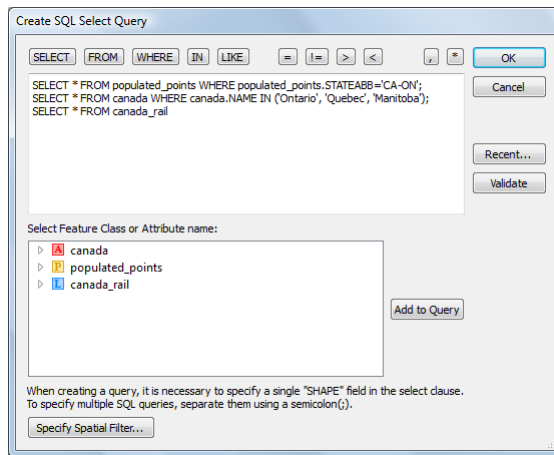 Create SQL Select Query
SELECT FROM WHERE IN LIKE = != > < , * OK
SELECT * FROM populated_points WHERE populated_points.STATEABB='CA-ON';
SELECT * FROM canada WHERE canada.NAME IN ('Ontario', 'Quebec', 'Manitoba');
SELECT * FROM canada_rail
Cancel
Recent...
Validate
Select Feature Class or Attribute name:
A canada
P populated_points
L canada_rail
Add to Query
When creating a query, it is necessary to specify a single "SHAPE" field in the select clause.
To specify multiple SQL queries, separate them using a semicolon(;).
Specify Spatial Filter...